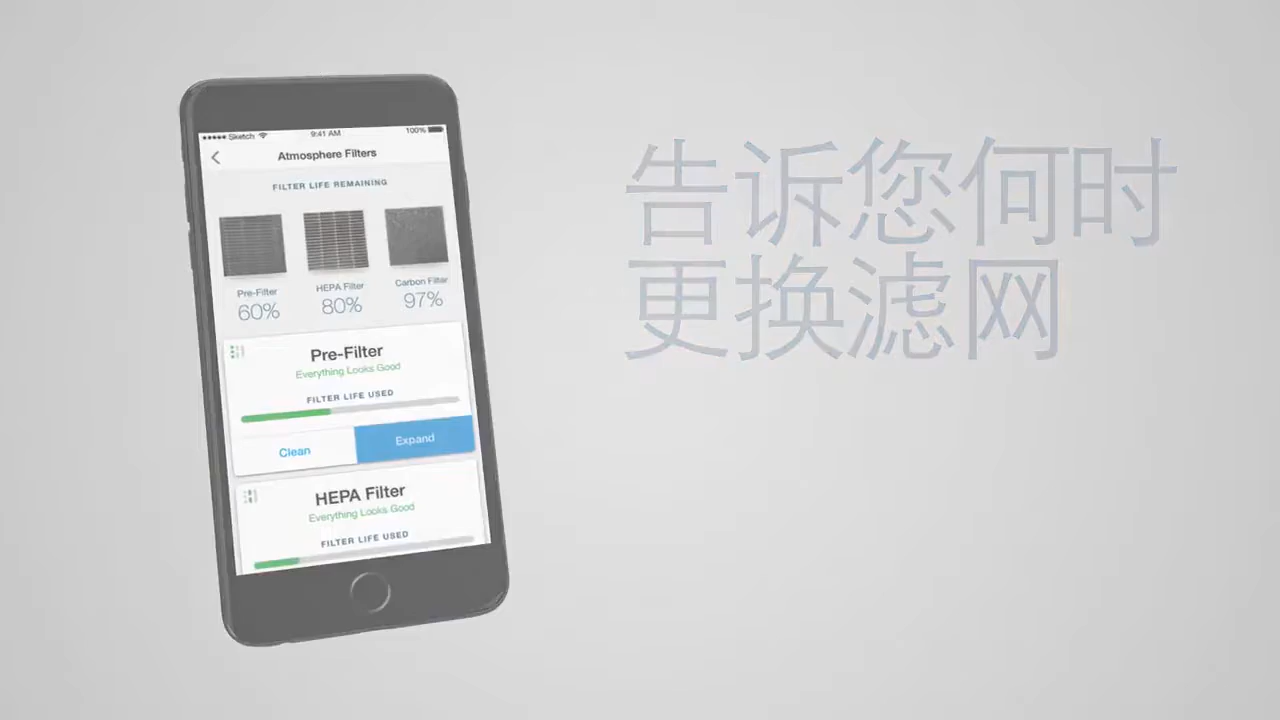 Sketch 9:41 AM 100%
Atmosphere Filters
FILTER LIFE REMAINING
Pre-Filter HEPA Filter Carbon Filter
60% 80% 97%
Pre-Filter
Everything Looks Good
FILTER LIFE USED
Clean Expand
HEPA Filter
Everything Looks Good
FILTER LIFE USED
告诉您何时
更换滤网